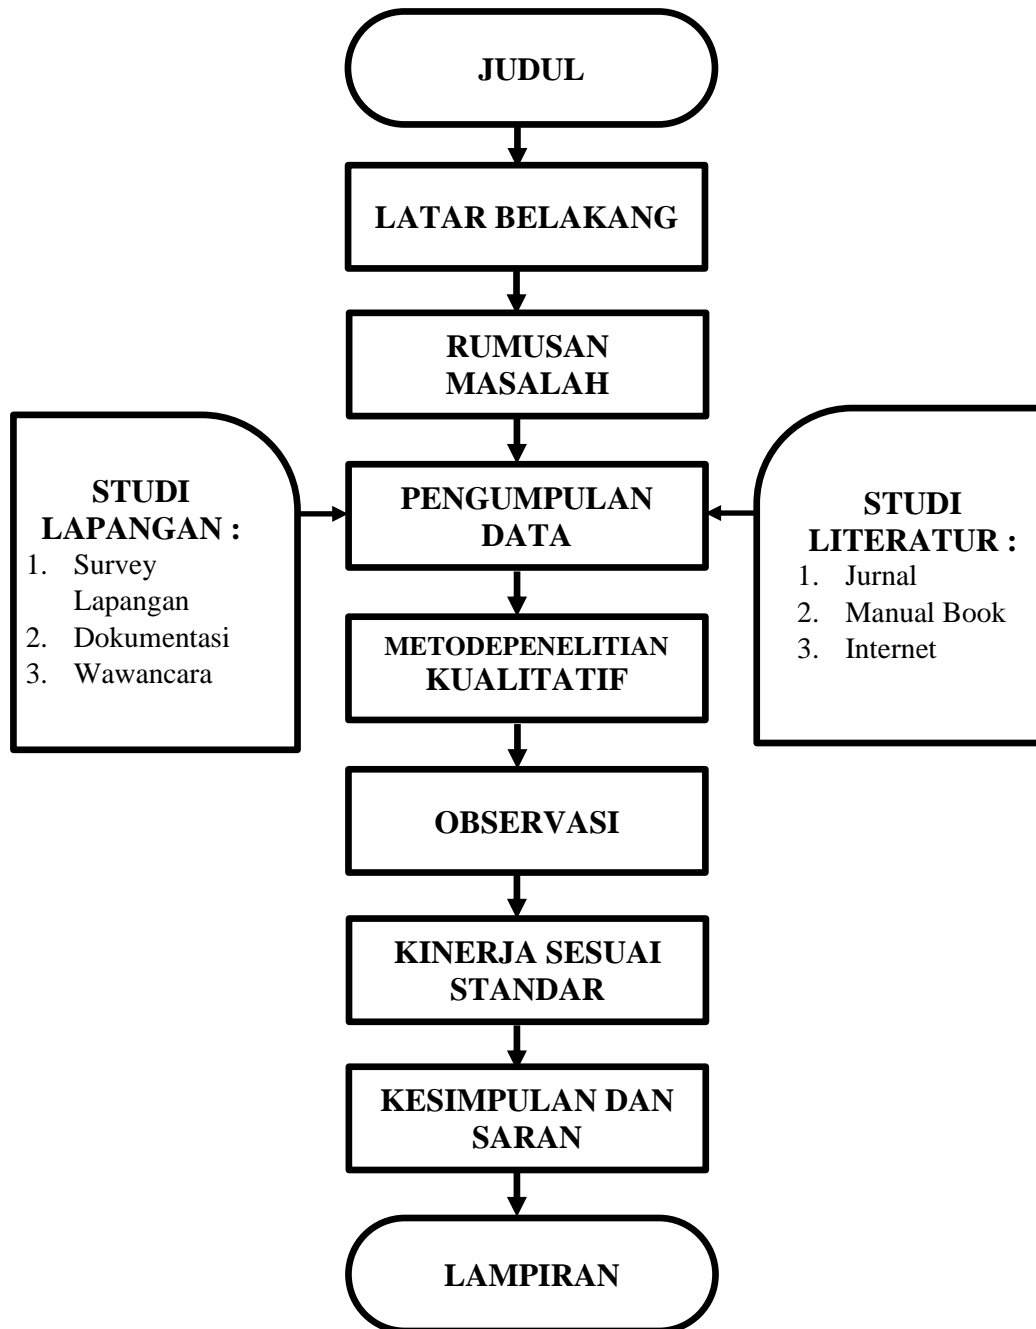 JUDUL
LATAR BELAKANG
RUMUSAN
MASALAH
STUDI
LAPANGAN :
1. Survey
Lapangan
2. Dokumentasi
3. Wawancara
PENGUMPULAN
DATA
STUDI
LITERATUR :
1. Jurnal
2. Manual Book
3. Internet
METODEPENELITIAN
KUALITATIF
OBSERVASI
KINERJA SESUAI
STANDAR
KESIMPULAN DAN
SARAN
LAMPIRAN